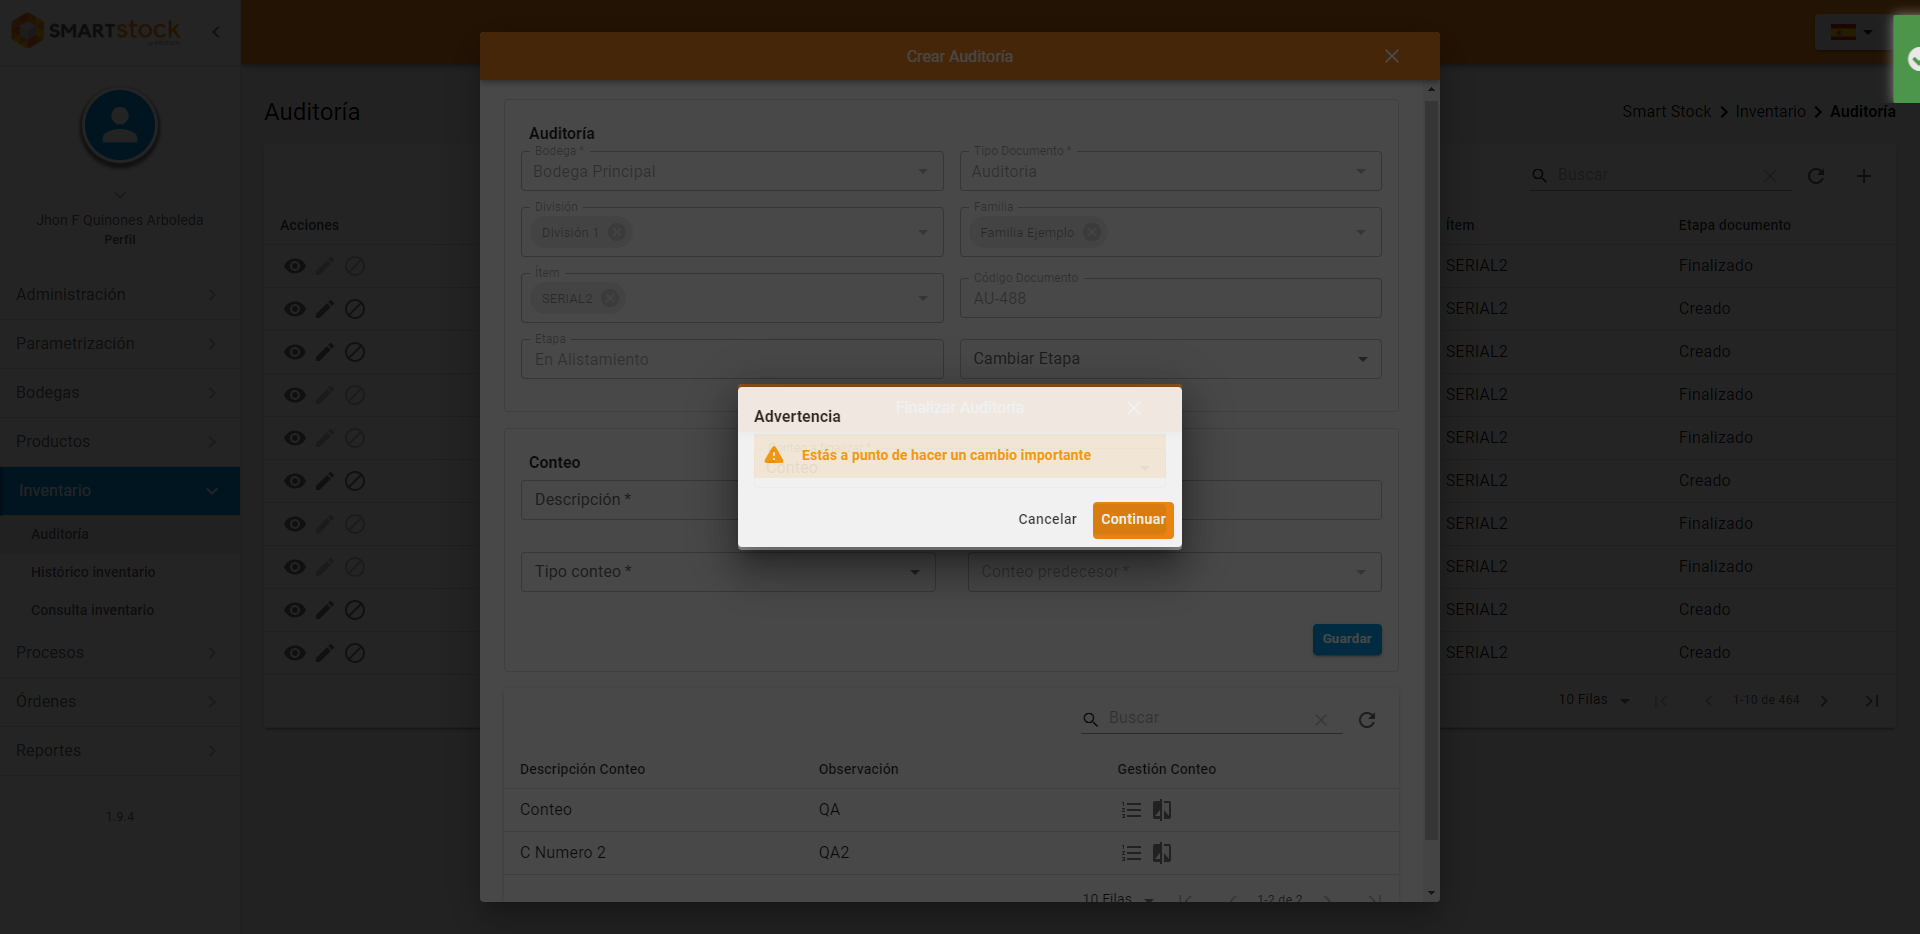 SMARTstock
Jhon F Quinones Arboleda
Perfil
Administración
Parametrización
Bodegas
Productos
Inventario
Auditoría
Histórico inventario
Consulta inventario
Procesos
Órdenes
Reportes
1.9.4
Auditoría
Smart Stock Inventario Auditoría
Buscar
Acciones
Ítem Etapa documento
SERIAL2 Finalizado
SERIAL2 Creado
SERIAL2 Creado
SERIAL2 Finalizado
SERIAL2 Finalizado
SERIAL2 Creado
SERIAL2 Finalizado
SERIAL2 Finalizado
SERIAL2 Creado
SERIAL2 Creado
10 Filas 1-10 de 464
Crear Auditoría
Auditoría
Bodega * Tipo Documento *
Bodega Principal Auditoria
División Familia
División 1 Familia Ejemplo
Ítem Código Documento
SERIAL2 AU-488
Etapa
En Alistamiento Cambiar Etapa
Finalizar Auditoría
Advertencia
Estás a punto de hacer un cambio importante
Conteo
Cancelar Continuar
Conteo
Descripción *
Tipo conteo * Conteo predecesor *
Guardar
Buscar
Descripción Conteo Observación Gestión Conteo
Conteo QA
C Numero 2 QA2
10 Filas 1-2 de 2